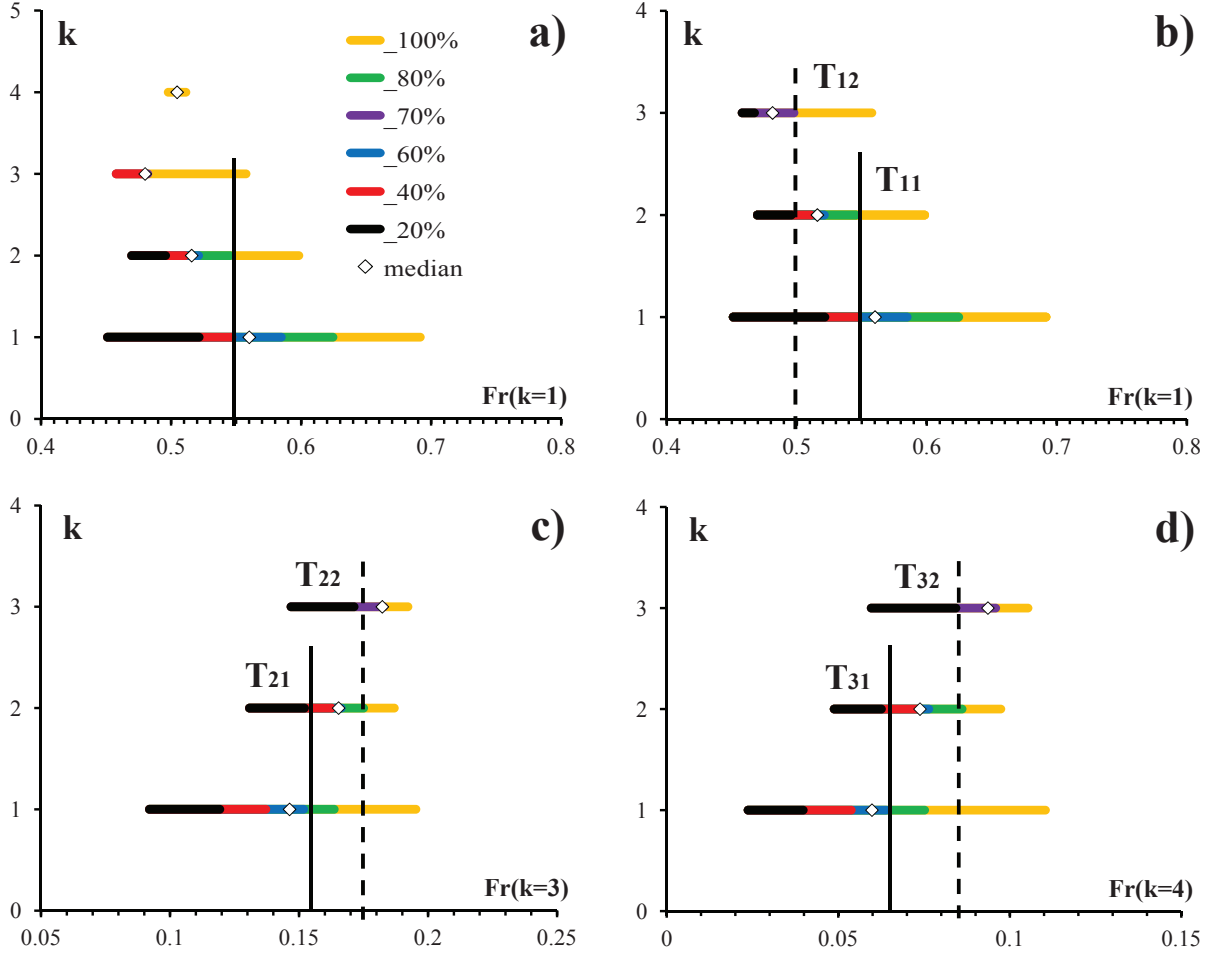 5
4
3
2
1
0
k
a)
_100%
_80%
_70%
_60%
_40%
_20%
median
Fr(k=1)
0.4 0.5 0.6 0.7 0.8
4
3
2
1
0
k
b)
T12
T11
Fr(k=1)
0.4 0.5 0.6 0.7 0.8
4
3
2
1
0
k
c)
T22
T21
Fr(k=3)
0.05 0.1 0.15 0.2 0.25
4
3
2
1
0
k
d)
T32
T31
Fr(k=4)
0 0.05 0.1 0.15